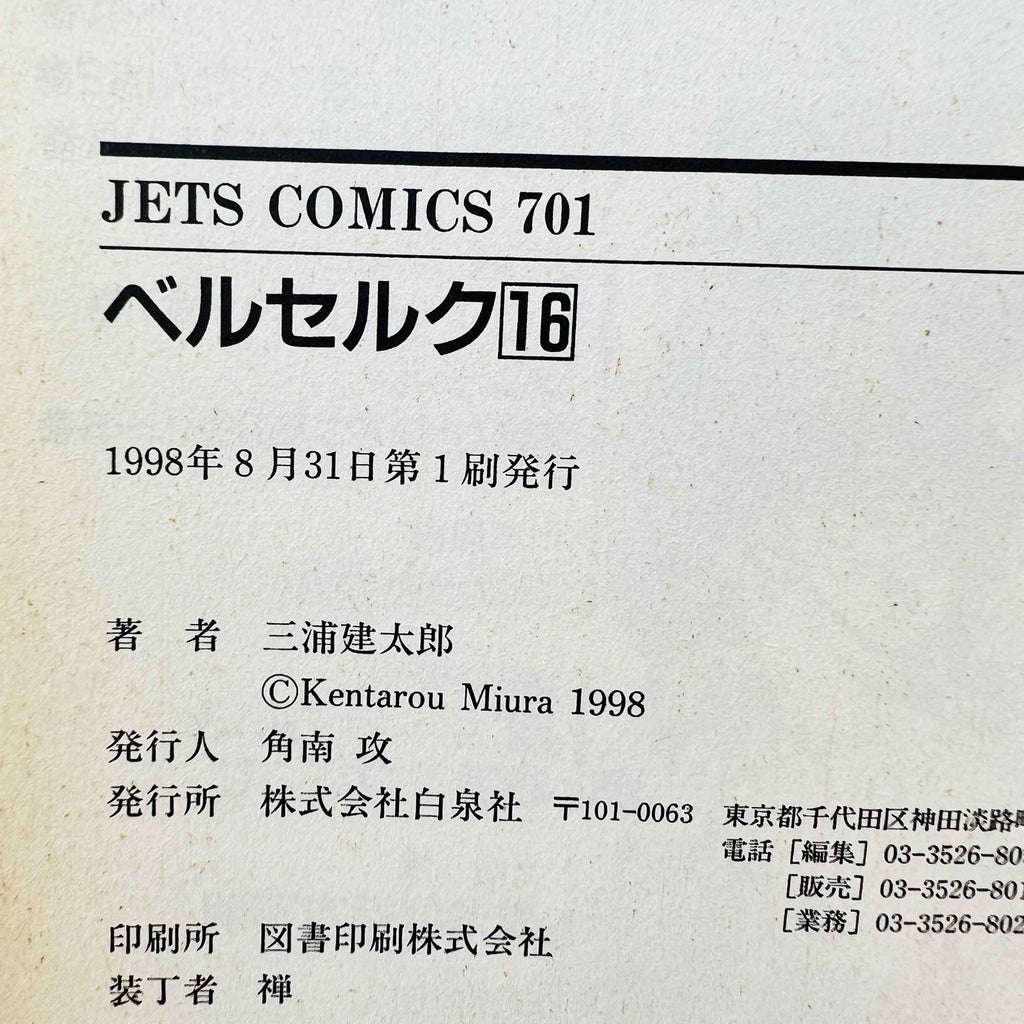 JETS COMICS 701
ベルセルク16
1998年8月31日第1刷発行
著　者　三浦建太郎
©Kentarou Miura 1998
発行人　角南 攻
発行所　株式会社白泉社　〒101-0063　東京都千代田区神田淡路
電話［編集］03-3526-80
［販売］03-3526-801
［業務］03-3526-802
印刷所　図書印刷株式会社
装丁者　禅